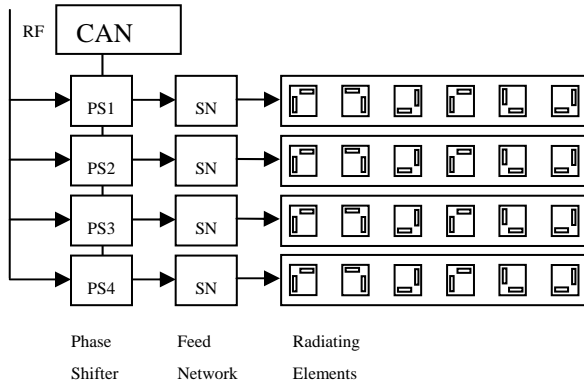 RF
CAN
PS1
SN
PS2
SN
PS3
SN
PS4
SN
Phase Feed Radiating
Shifter Network Elements